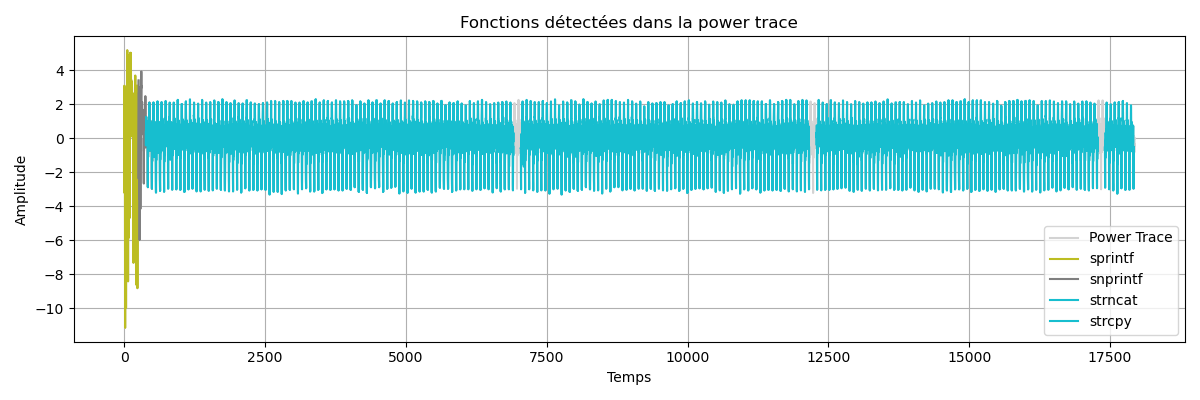 Fonctions détectées dans la power trace
Amplitude
4
2
0
−2
−4
−6
−8
−10
0
2500
5000
7500
10000
12500
15000
17500
Temps
Power Trace
sprintf
snprintf
strncat
strcpy